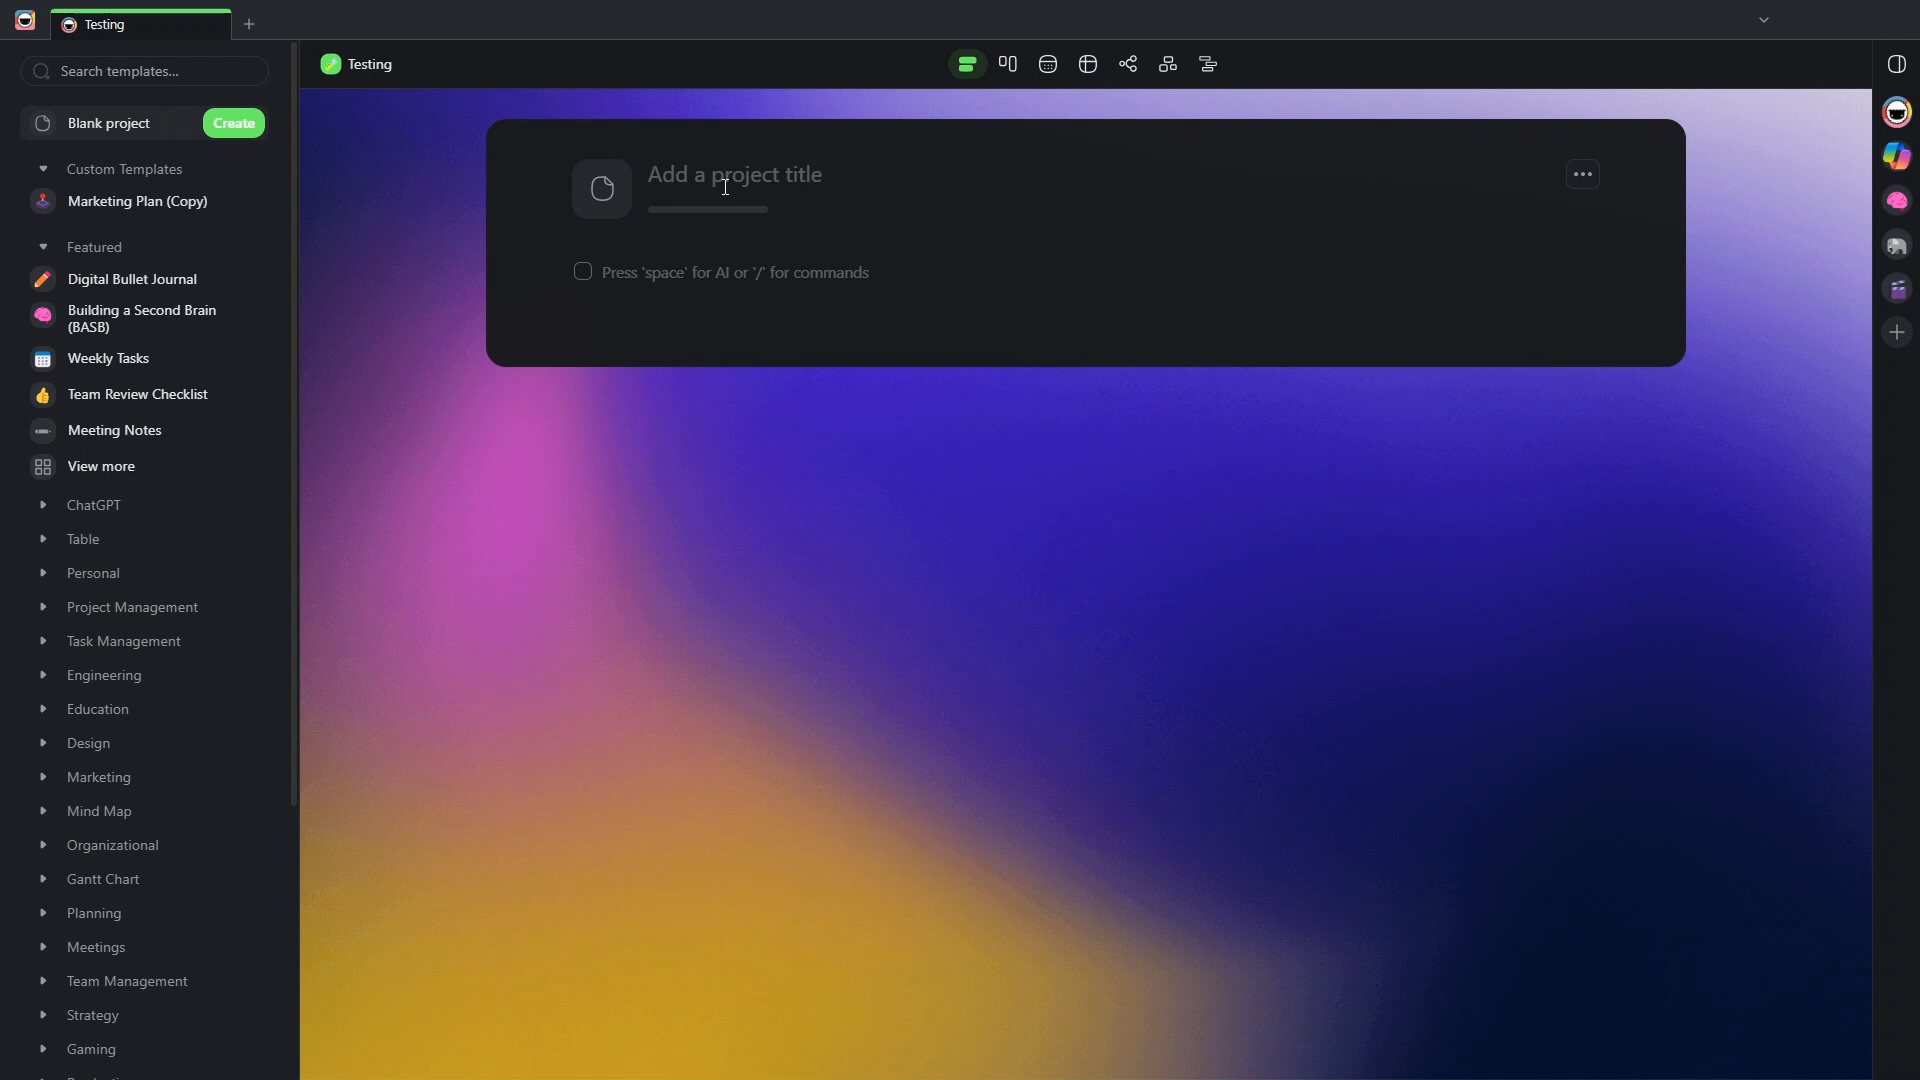 Testing
Search templates...
Testing
Blank project
Create
Add a project title
Custom Templates
Marketing Plan (Copy)
Featured
Press 'space' for AI or '/' for commands
Digital Bullet Journal
Building a Second Brain
(BASB)
Weekly Tasks
Team Review Checklist
Meeting Notes
View more
ChatGPT
Table
Personal
Project Management
Task Management
Engineering
Education
Design
Marketing
Mind Map
Organizational
Gantt Chart
Planning
Meetings
Team Management
Strategy
Gaming